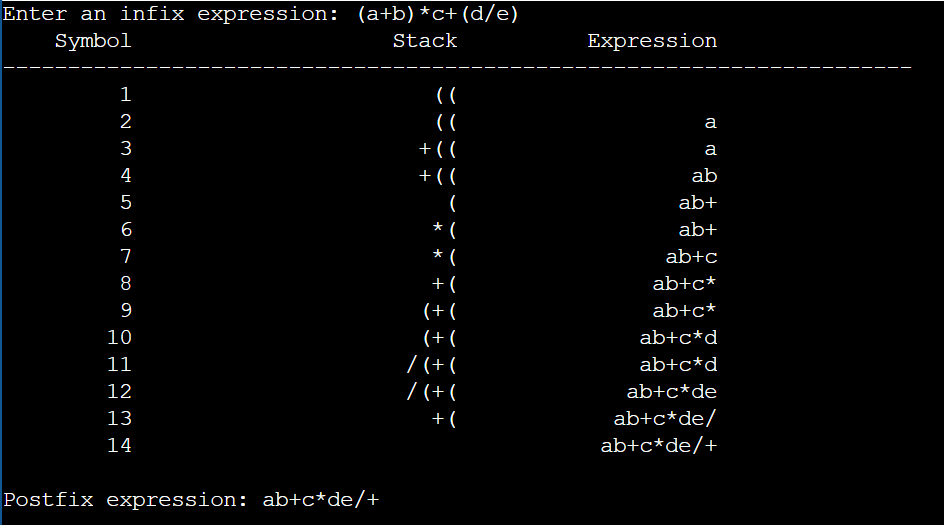 Enter an infix expression: (a+b)*c+(d/e)
Symbol Stack Expression
----------------------------------------------------------------------
1 ((
2 (( a
3 +(( a
4 +(( ab
5 ( ab+
6 *( ab+
7 *( ab+c
8 +( ab+c*
9 (+( ab+c*
10 (+( ab+c*d
11 /(+( ab+c*d
12 /(+( ab+c*de
13 +( ab+c*de/
14 ab+c*de/+
Postfix expression: ab+c*de/+